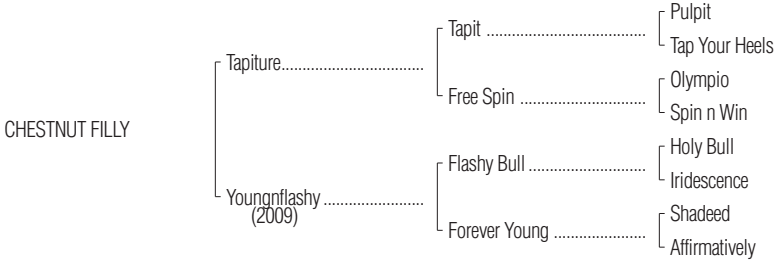 Pulpit
Tapit ......................................
Tap Your Heels
Tapiture..................................
Olympio
Free Spin ..............................
Spin n Win
CHESTNUT FILLY
Holy Bull
Flashy Bull ............................
Iridescence
Youngnflashy ........................
(2009)
Shadeed
Forever Young ......................
Affirmatively